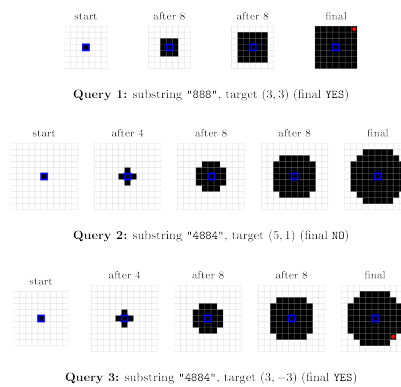 start after 8 after 8 final
Query 1: substring "888", target (3, 3) (final YES)
start after 4 after 8 after 8 final
Query 2: substring "4884", target (5, 1) (final NO)
start after 4 after 8 after 8 final
Query 3: substring "4884", target (3, −3) (final YES)